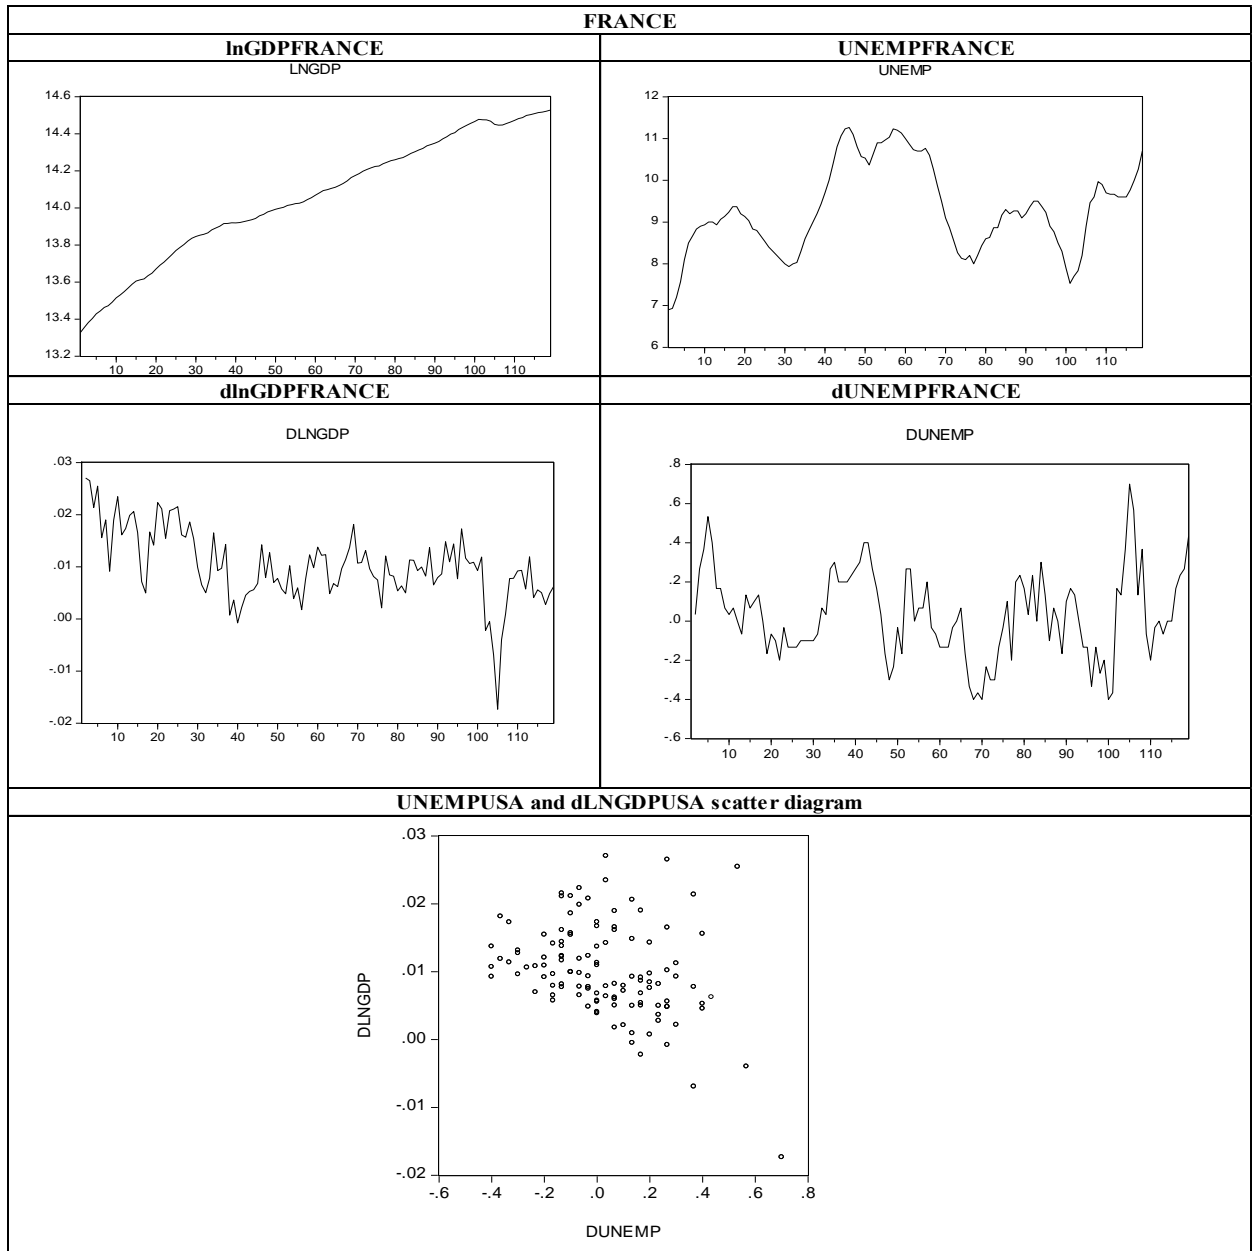 FRANCE
lnGDPFRANCE
UNEMPFRANCE
LNGDP
14.6
14.4
14.2
14.0
13.8
13.6
13.4
13.2
10 20 30 40 50 60 70 80 90 100 110
UNEMP
12
11
10
9
8
7
6
10 20 30 40 50 60 70 80 90 100 110
dlnGDPFRANCE
dUNEMPFRANCE
DLNGDP
.03
.02
.01
.00
-.01
-.02
10 20 30 40 50 60 70 80 90 100 110
DUNEMP
.8
.6
.4
.2
.0
-.2
-.4
-.6
10 20 30 40 50 60 70 80 90 100 110
UNEMPUSA and dLNGDPUSA scatter diagram
.03
.02
.01
.00
-.01
-.02
DLNGDP
-.6 -.4 -.2 .0 .2 .4 .6 .8
DUNEMP